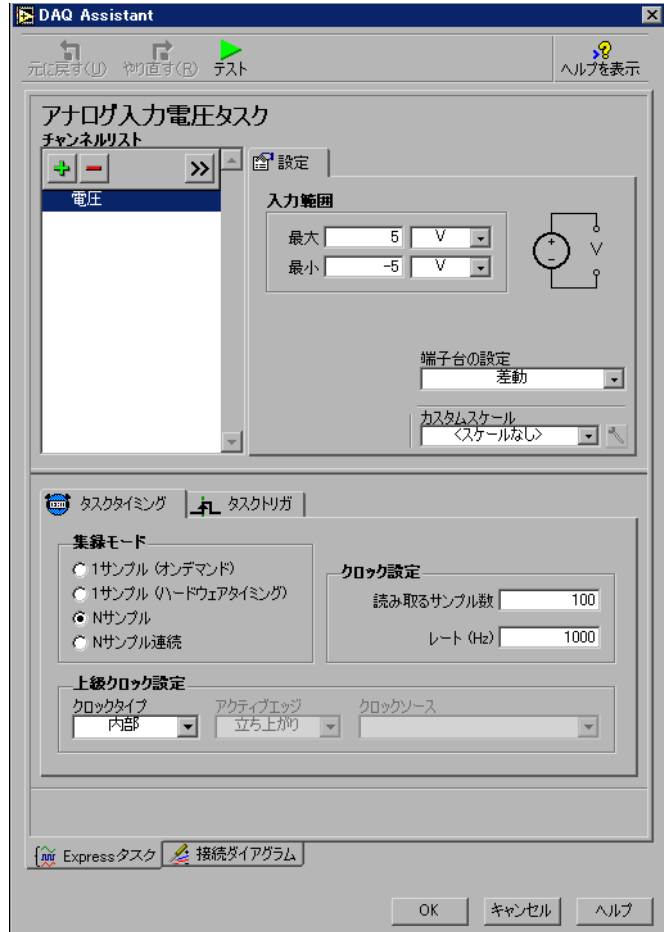 DAQ Assistant
元に戻す(U) やり直す(R) テスト ヘルプを表示
アナログ入力電圧タスク
チャンネルリスト
電圧
設定
入力範囲
最大 5 V
最小 -5 V
V
端子台の設定
差動
カスタムスケール
<スケールなし>
タスクタイミング タスクトリガ
集録モード
1サンプル (オンデマンド)
1サンプル (ハードウェアタイミング)
Nサンプル
Nサンプル連続
クロック設定
読み取るサンプル数 100
レート (Hz) 1000
上級クロック設定
クロックタイプ アクティブエッジ クロックソース
内部 立ち上がり
Expressタスク 接続ダイアグラム
OK キャンセル ヘルプ